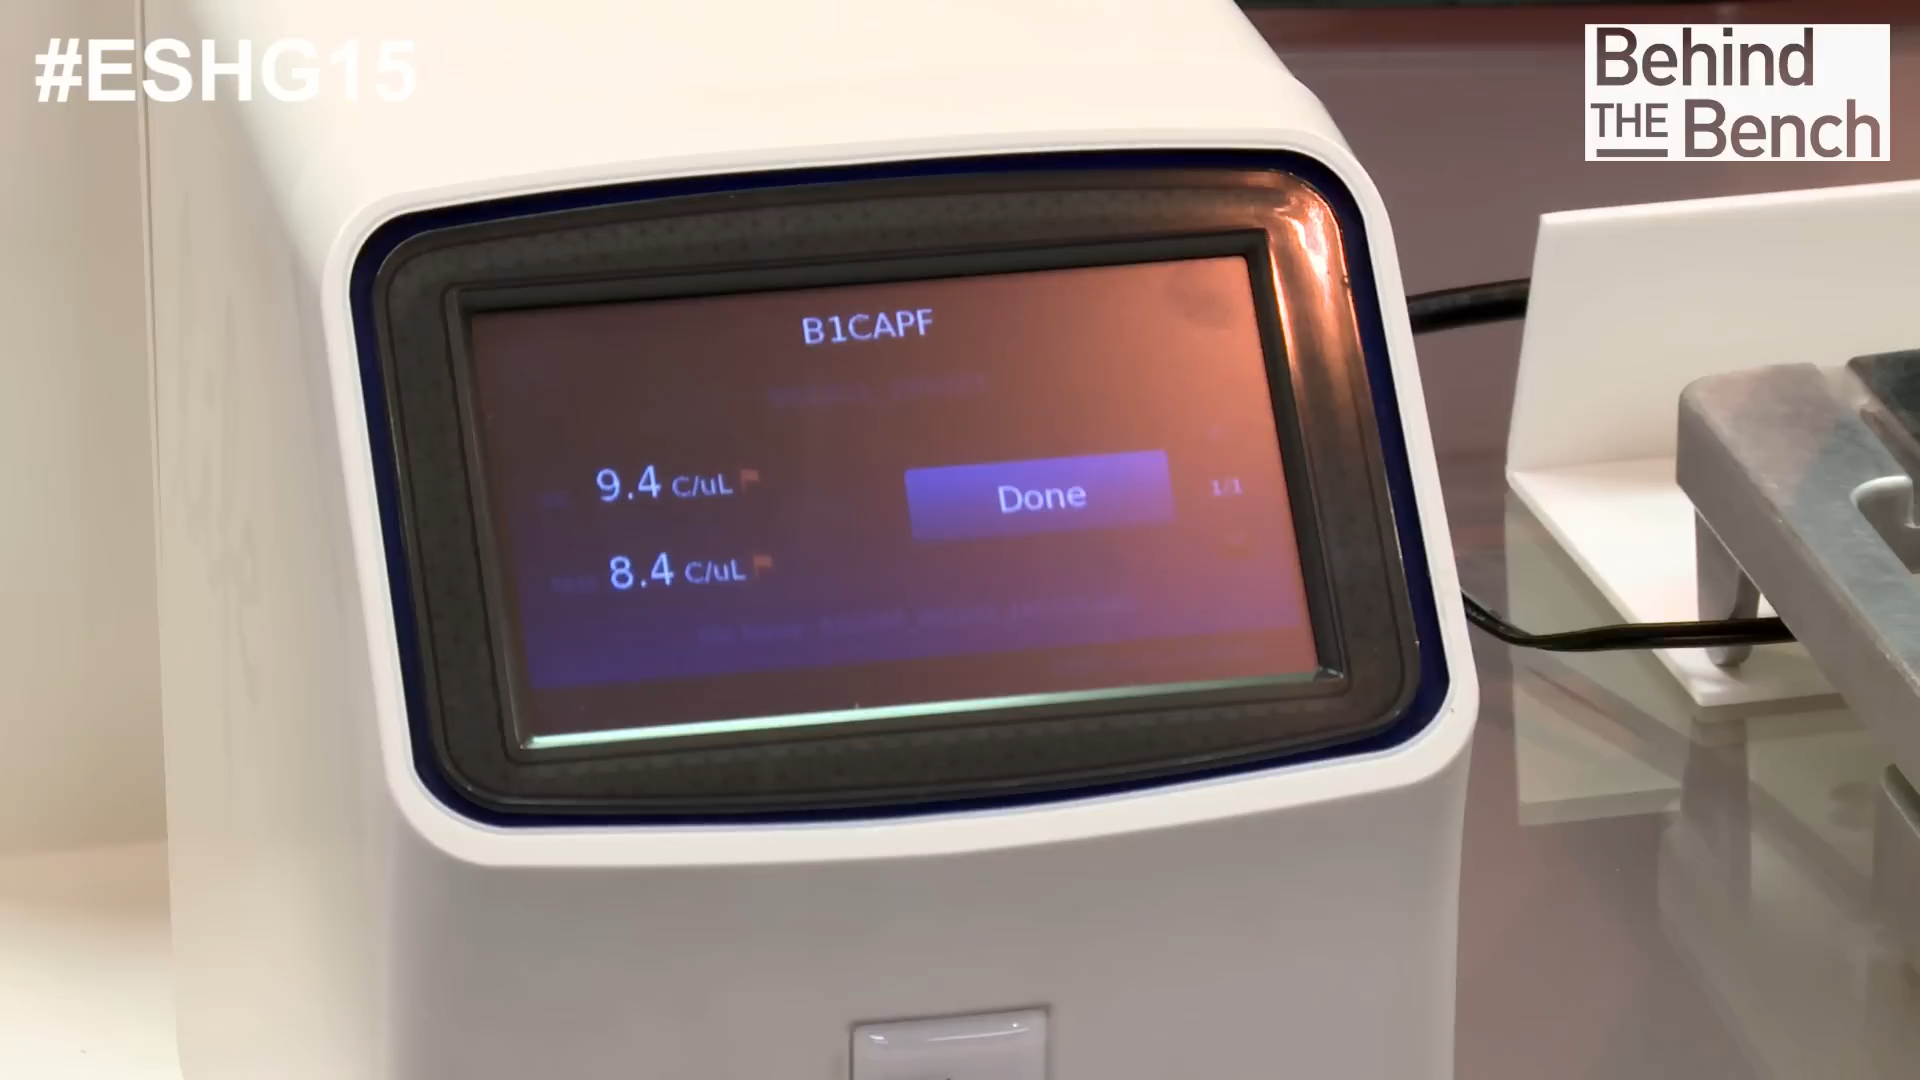 #ESHG15
Behind
THE Bench
B1CAPF
9.4 C/uL
Done
1/1
8.4 C/uL